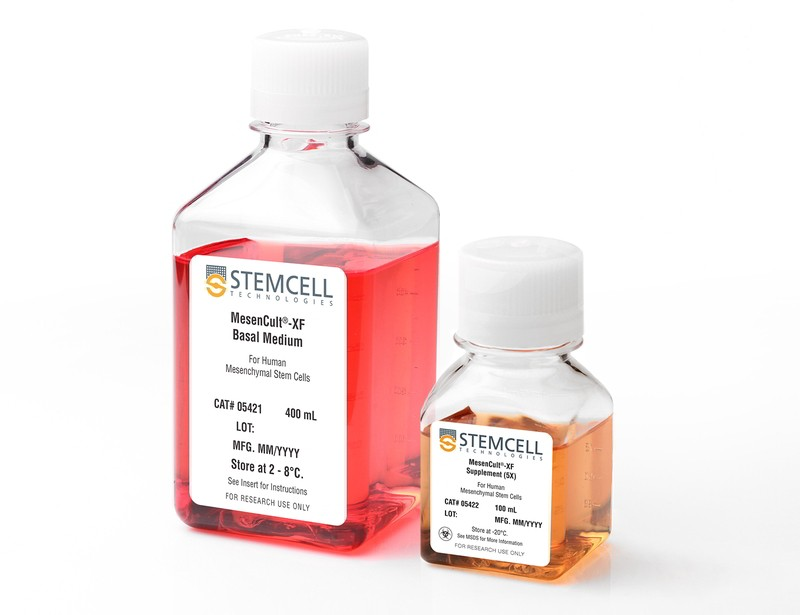 STEMCELL
TECHNOLOGIES
MesenCult®-XF
Basal Medium
For Human
Mesenchymal Stem Cells
CAT# 05421 400 mL
LOT:
MFG. MM/YYYY
Store at 2 - 8°C.
See Insert for Instructions
FOR RESEARCH USE ONLY
STEMCELL
TECHNOLOGIES
MesenCult®-XF
Supplement (5X)
For Human
Mesenchymal Stem Cells
CAT# 05422 100 mL
LOT: MFG. MM/YYYY
Store at -20°C.
See MSDS for More Information
FOR RESEARCH USE ONLY